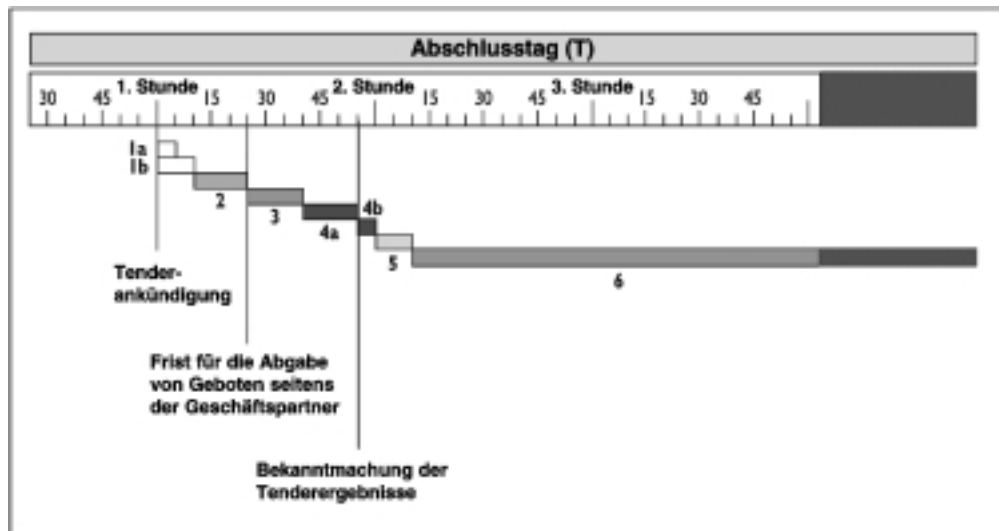 Abschlusstag (T)
1. Stunde 2. Stunde 3. Stunde
30 45 15 30 45 15 30 45 15 30 45
1a
1b
2
3
4a
4b
5
6
Tender-
ankündigung
Frist für die Abgabe
von Geboten seitens
der Geschäftspartner
Bekanntmachung der
Tenderergebnisse